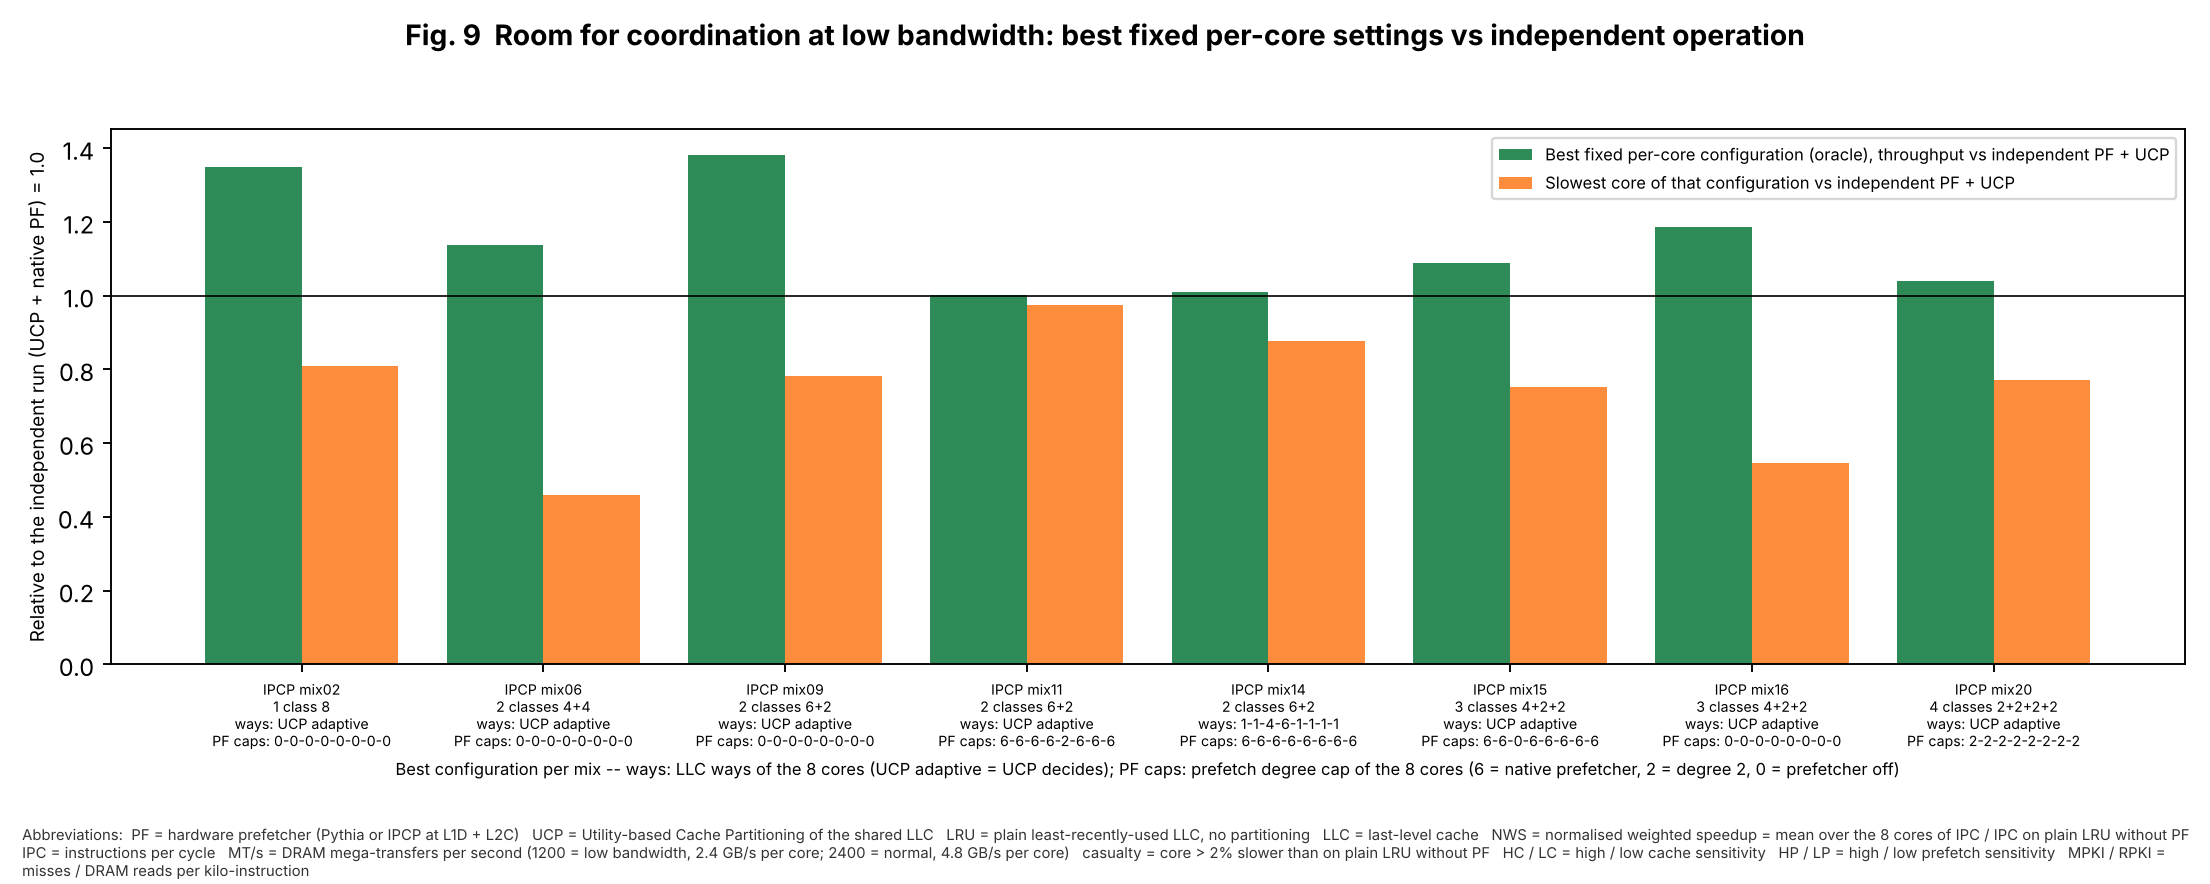 Fig. 9  Room for coordination at low bandwidth: best fixed per-core settings vs independent operation
Relative to the independent run (UCP + native PF) = 1.0
1.4
1.2
1.0
0.8
0.6
0.4
0.2
0.0
Best fixed per-core configuration (oracle), throughput vs independent PF + UCP
Slowest core of that configuration vs independent PF + UCP
IPCP mix02
1 class 8
ways: UCP adaptive
PF caps: 0-0-0-0-0-0-0-0
IPCP mix06
2 classes 4+4
ways: UCP adaptive
PF caps: 0-0-0-0-0-0-0-0
IPCP mix09
2 classes 6+2
ways: UCP adaptive
PF caps: 0-0-0-0-0-0-0-0
IPCP mix11
2 classes 6+2
ways: UCP adaptive
PF caps: 6-6-6-6-2-6-6-6
IPCP mix14
2 classes 6+2
ways: 1-1-4-6-1-1-1-1
PF caps: 6-6-6-6-6-6-6-6
IPCP mix15
3 classes 4+2+2
ways: UCP adaptive
PF caps: 6-6-0-6-6-6-6-6
IPCP mix16
3 classes 4+2+2
ways: UCP adaptive
PF caps: 0-0-0-0-0-0-0-0
IPCP mix20
4 classes 2+2+2+2
ways: UCP adaptive
PF caps: 2-2-2-2-2-2-2-2
Best configuration per mix -- ways: LLC ways of the 8 cores (UCP adaptive = UCP decides); PF caps: prefetch degree cap of the 8 cores (6 = native prefetcher, 2 = degree 2, 0 = prefetcher off)
Abbreviations:  PF = hardware prefetcher (Pythia or IPCP at L1D + L2C)   UCP = Utility-based Cache Partitioning of the shared LLC   LRU = plain least-recently-used LLC, no partitioning   LLC = last-level cache   NWS = normalised weighted speedup = mean over the 8 cores of IPC / IPC on plain LRU without PF
IPC = instructions per cycle   MT/s = DRAM mega-transfers per second (1200 = low bandwidth, 2.4 GB/s per core; 2400 = normal, 4.8 GB/s per core)   casualty = core > 2% slower than on plain LRU without PF   HC / LC = high / low cache sensitivity   HP / LP = high / low prefetch sensitivity   MPKI / RPKI =
misses / DRAM reads per kilo-instruction